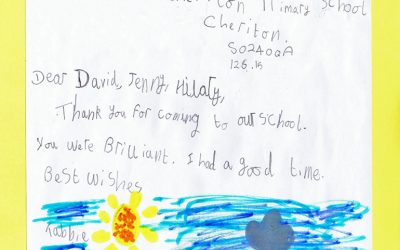 Primary School
Cheriton.
SO240QA
12.6.15
Dear David, Jenny, Hilary,
Thank you for coming to our school.
You were Brilliant. I had a good time.
Best wishes
Robbie